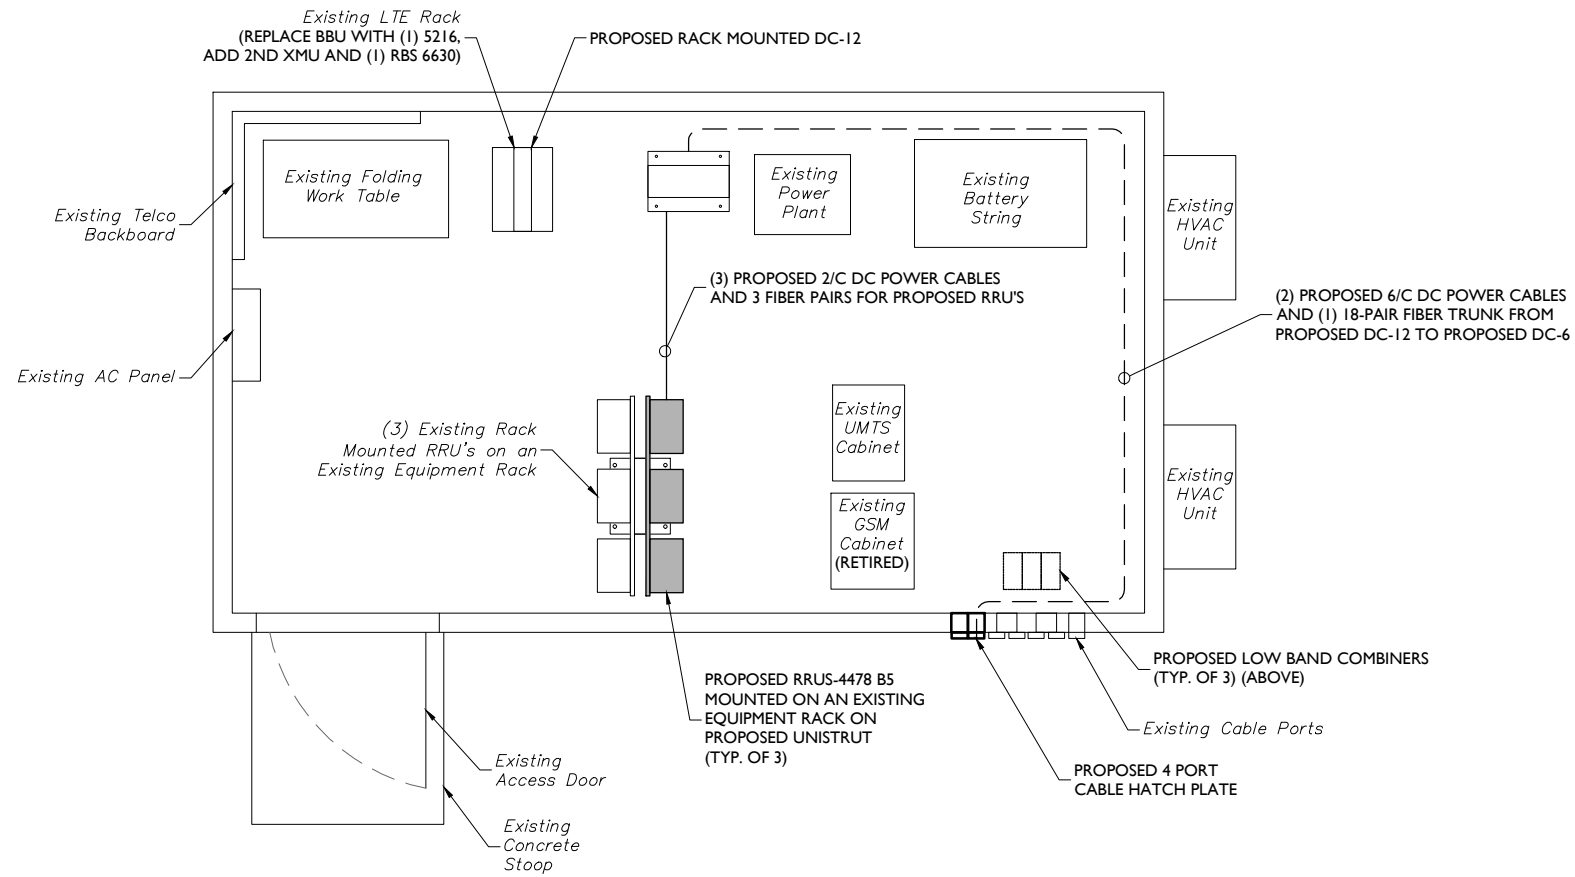 Existing LTE Rack
(REPLACE BBU WITH (1) 5216,
ADD 2ND XMU AND (1) RBS 6630)
PROPOSED RACK MOUNTED DC-12
Existing Folding
Work Table
Existing
Power
Plant
Existing
Battery
String
Existing
HVAC
Unit
Existing Telco
Backboard
(3) PROPOSED 2/C DC POWER CABLES
AND 3 FIBER PAIRS FOR PROPOSED RRU'S
(2) PROPOSED 6/C DC POWER CABLES
AND (1) 18-PAIR FIBER TRUNK FROM
PROPOSED DC-12 TO PROPOSED DC-6
Existing AC Panel
(3) Existing Rack
Mounted RRU's on an
Existing Equipment Rack
Existing
UMTS
Cabinet
Existing
HVAC
Unit
Existing
GSM
Cabinet
(RETIRED)
PROPOSED LOW BAND COMBINERS
(TYP. OF 3) (ABOVE)
PROPOSED RRUS-4478 B5
MOUNTED ON AN EXISTING
EQUIPMENT RACK ON
PROPOSED UNISTRUT
(TYP. OF 3)
Existing Cable Ports
Existing
Access Door
PROPOSED 4 PORT
CABLE HATCH PLATE
Existing
Concrete
Stoop